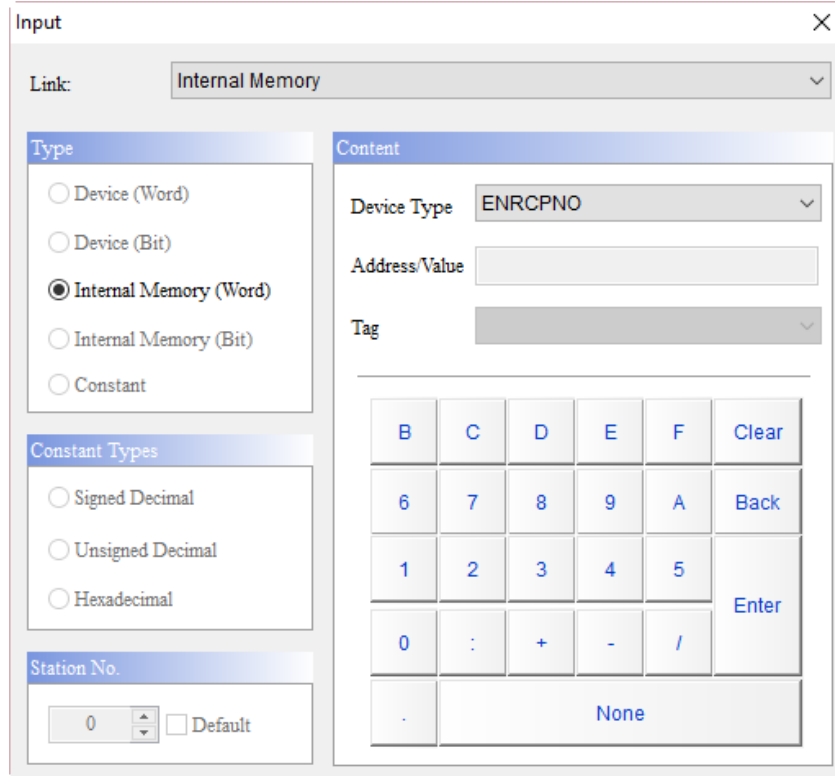 Input
Link:
Internal Memory
Type
Device (Word)
Device (Bit)
Internal Memory (Word)
Internal Memory (Bit)
Constant
Constant Types
Signed Decimal
Unsigned Decimal
Hexadecimal
Station No.
0
Default
Content
Device Type
ENRCPNO
Address/Value
Tag
B C D E F Clear
6 7 8 9 A Back
1 2 3 4 5
Enter
0 : + - /
. None